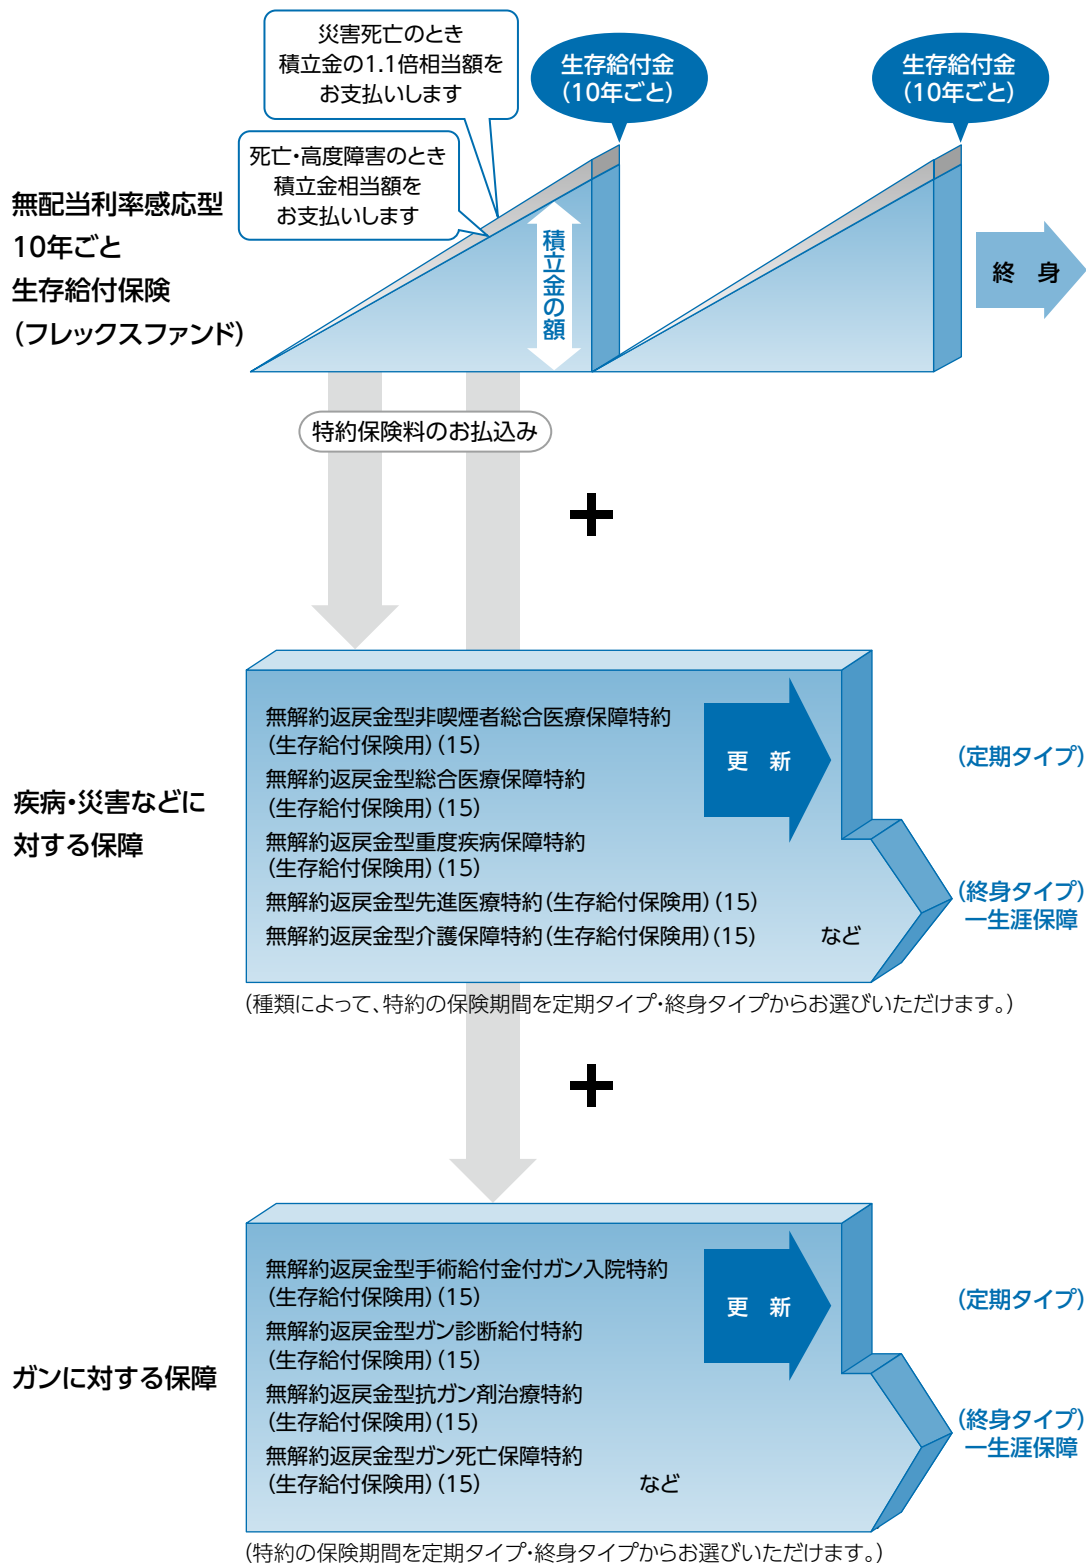 災害死亡のとき
積立金の1.1倍相当額を
お支払いします
生存給付金
(10年ごと)
生存給付金
(10年ごと)
死亡・高度障害のとき
積立金相当額を
お支払いします
無配当利率感応型
10年ごと
生存給付保険
(フレックスファンド)
積立金の額
終 身
特約保険料のお払込み
+
疾病・災害などに
対する保障
無解約返戻金型非喫煙者総合医療保障特約
(生存給付保険用)(15)
無解約返戻金型総合医療保障特約
(生存給付保険用)(15)
無解約返戻金型重度疾病保障特約
(生存給付保険用)(15)
無解約返戻金型先進医療特約(生存給付保険用)(15)
無解約返戻金型介護保障特約(生存給付保険用)(15) など
更 新
(定期タイプ)
(終身タイプ)
一生涯保障
(種類によって、特約の保険期間を定期タイプ・終身タイプからお選びいただけます。)
+
ガンに対する保障
無解約返戻金型手術給付金付ガン入院特約
(生存給付保険用)(15)
無解約返戻金型ガン診断給付特約
(生存給付保険用)(15)
無解約返戻金型抗ガン剤治療特約
(生存給付保険用)(15)
無解約返戻金型ガン死亡保障特約
(生存給付保険用)(15) など
更 新
(定期タイプ)
(終身タイプ)
一生涯保障
(特約の保険期間を定期タイプ・終身タイプからお選びいただけます。)